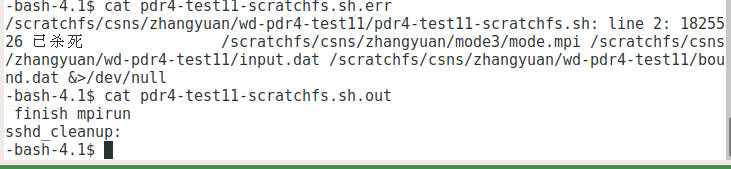 -bash-4.1$ cat pdr4-test11-scratchfs.sh.err
/scratchfs/csns/zhangyuan/wd-pdr4-test11/pdr4-test11-scratchfs.sh: line 2: 18255
26 已杀死                  /scratchfs/csns/zhangyuan/mode3/mode.mpi /scratchfs/csns
/zhangyuan/wd-pdr4-test11/input.dat /scratchfs/csns/zhangyuan/wd-pdr4-test11/bou
nd.dat &>/dev/null
-bash-4.1$ cat pdr4-test11-scratchfs.sh.out
 finish mpirun
sshd_cleanup:
-bash-4.1$